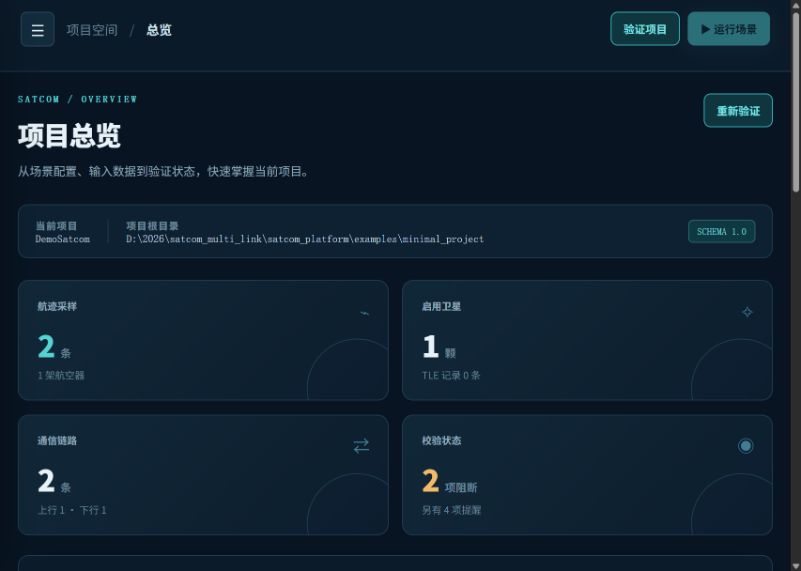 ☰ 项目空间 / 总览 验证项目 ▶ 运行场景
SATCOM / OVERVIEW
项目总览
重新验证
从场景配置、输入数据到验证状态，快速掌握当前项目。
当前项目
DemoSatcom
项目根目录
D:\2026\satcom_multi_link\satcom_platform\examples\minimal_project
SCHEMA 1.0
航迹采样
2 条
1 架航空器
启用卫星
1 颗
TLE 记录 0 条
通信链路
2 条
上行 1 · 下行 1
校验状态
2 项阻断
另有 4 项提醒